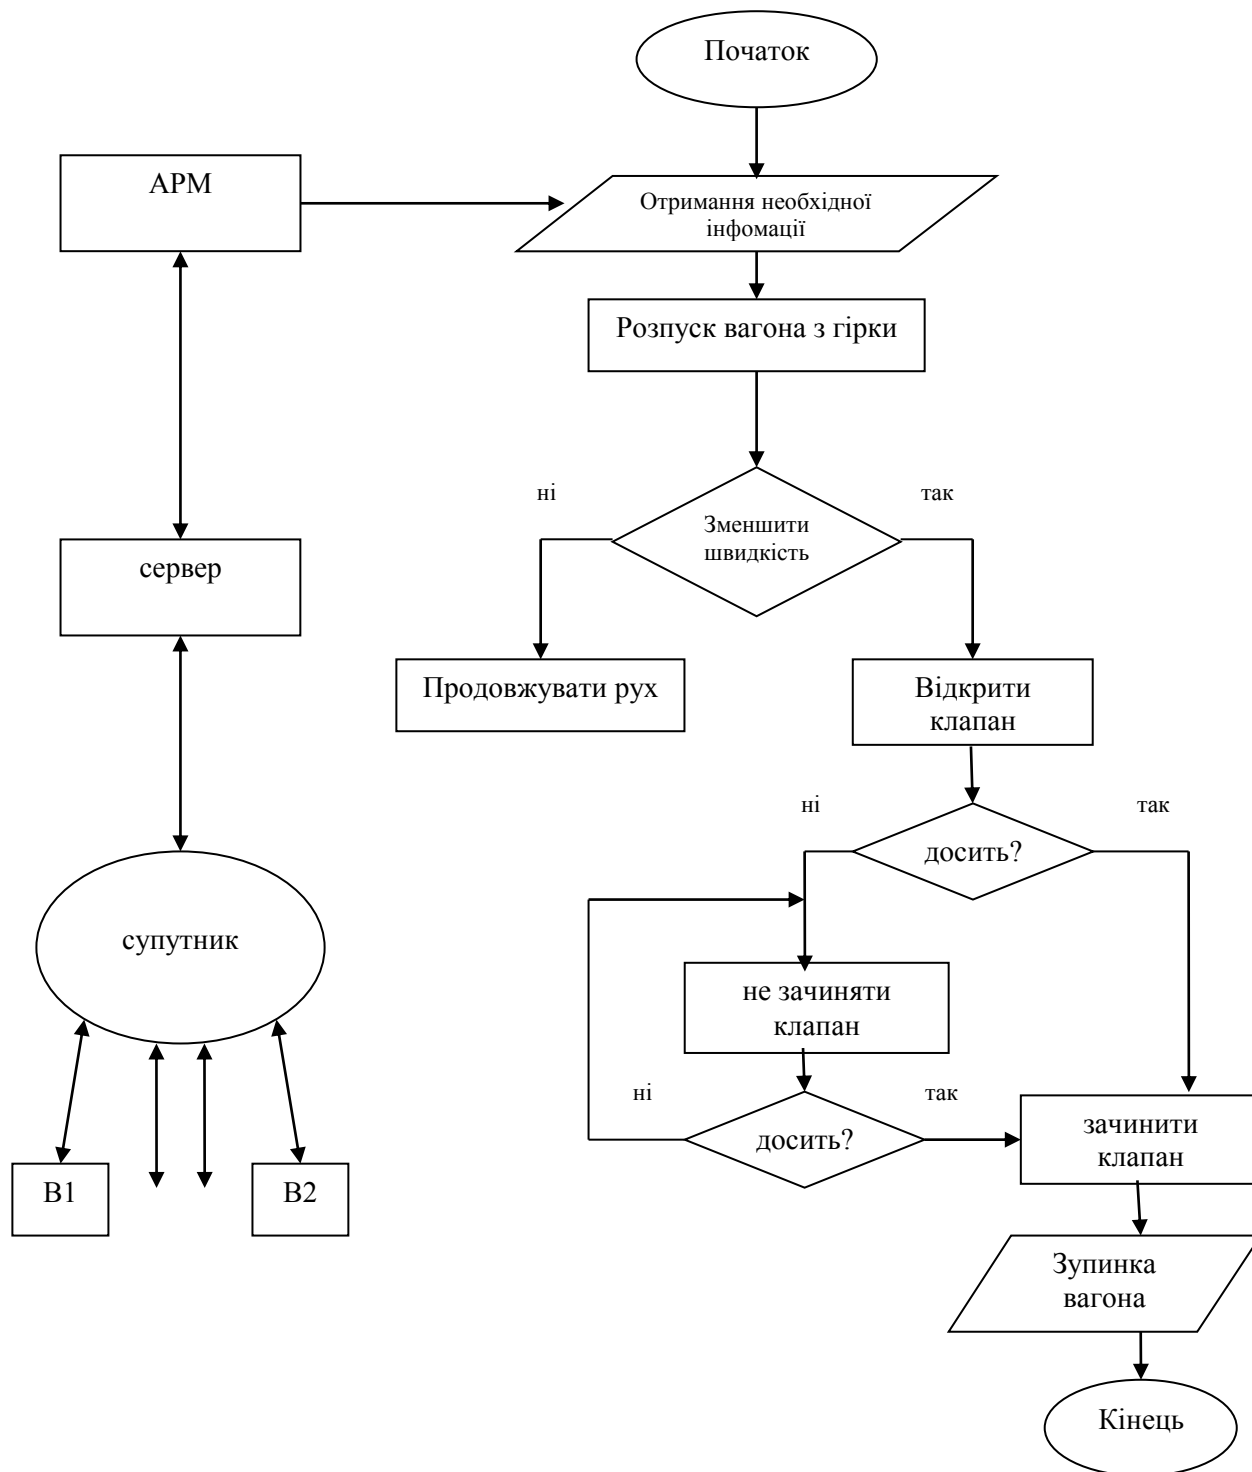 Початок
АРМ
Отримання необхідної
інфомації
Розпуск вагона з гірки
ні
так
Зменшити
швидкість
сервер
Продовжувати рух
Відкрити
клапан
ні
так
досить?
супутник
не зачиняти
клапан
ні
так
досить?
зачинити
клапан
В1
В2
Зупинка
вагона
Кінець